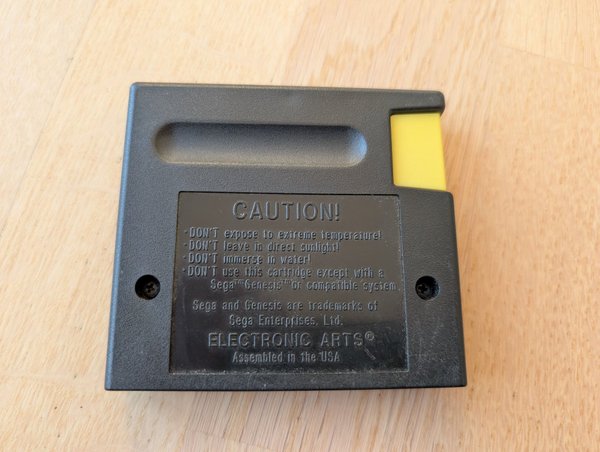 CAUTION!
•DON'T expose to extreme temperature!
•DON'T leave in direct sunlight!
•DON'T immerse in water!
•DON'T use this cartridge except with a
Sega™ Genesis™ or compatible system.
Sega and Genesis are trademarks of
Sega Enterprises, Ltd.
ELECTRONIC ARTS®
Assembled in the USA